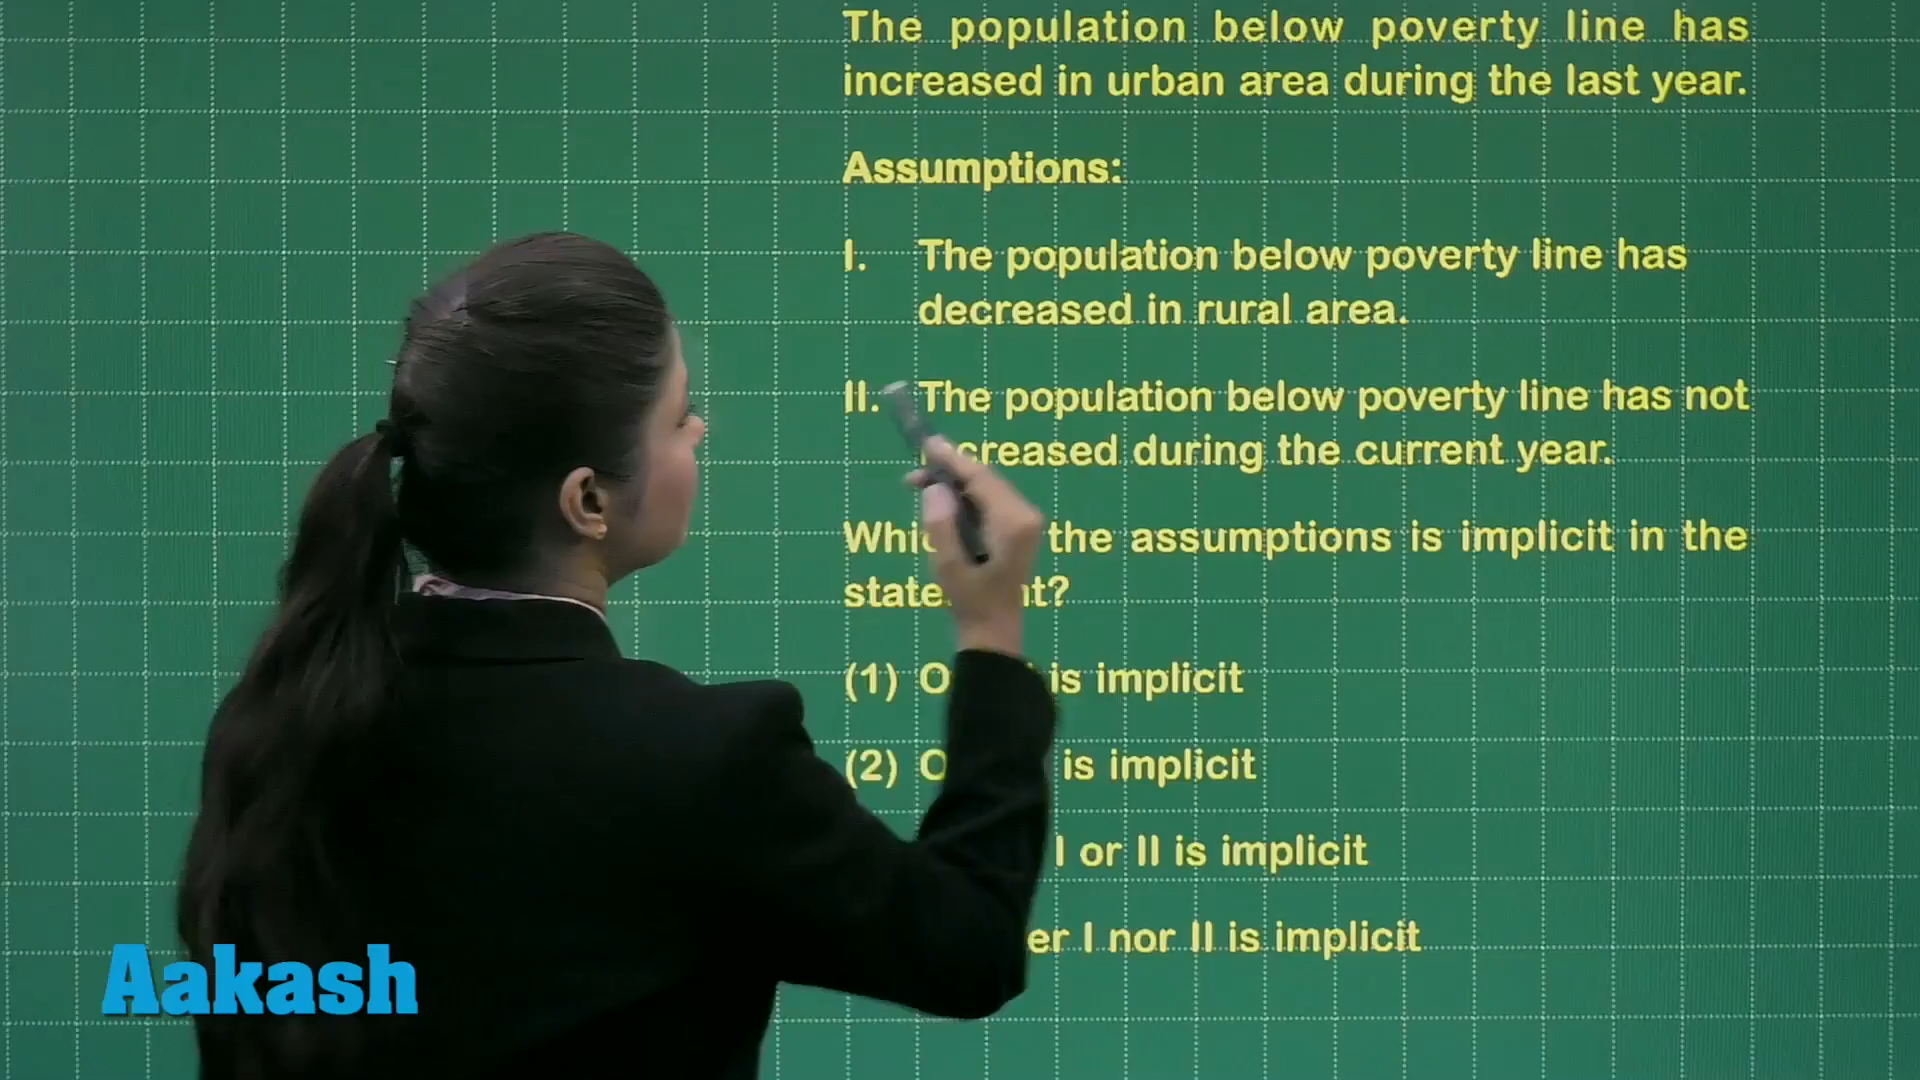 The population below poverty line has
increased in urban area during the last year.
Assumptions:
I. The population below poverty line has
decreased in rural area.
II. The population below poverty line has not
creased during the current year.
the assumptions is implicit in the
state t?
(1) is implicit
(2) is implicit
I or II is implicit
er I nor II is implicit
Aakash